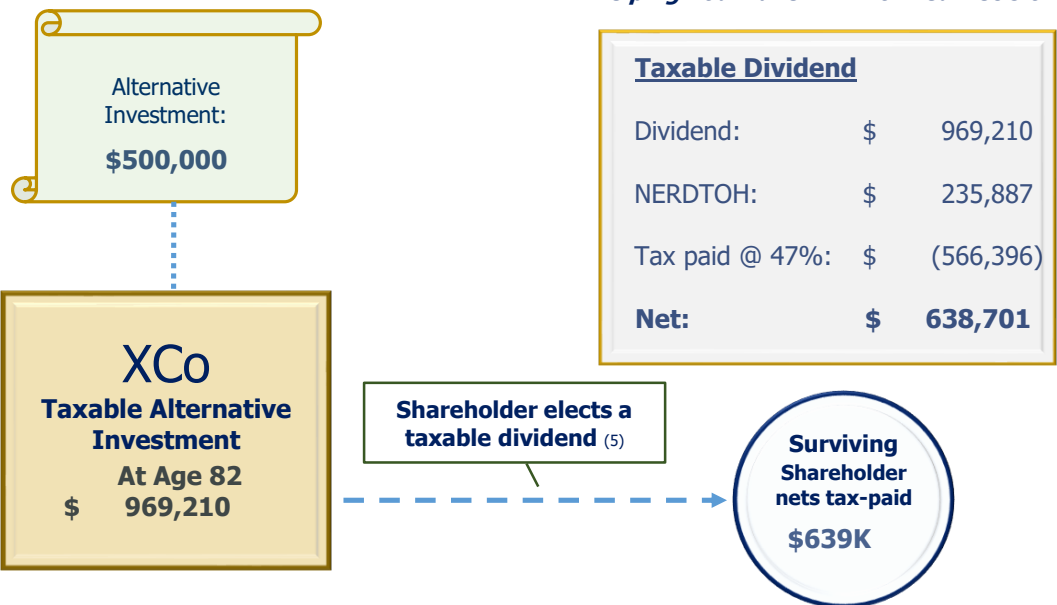 Alternative
Investment:
$500,000
Taxable Dividend
Dividend: $ 969,210
NERDTOH: $ 235,887
Tax paid @ 47%: $ (566,396)
Net: $ 638,701
XCo
Taxable Alternative
Investment
At Age 82
$ 969,210
Shareholder elects a
taxable dividend (5)
Surviving
Shareholder
nets tax-paid
$639K